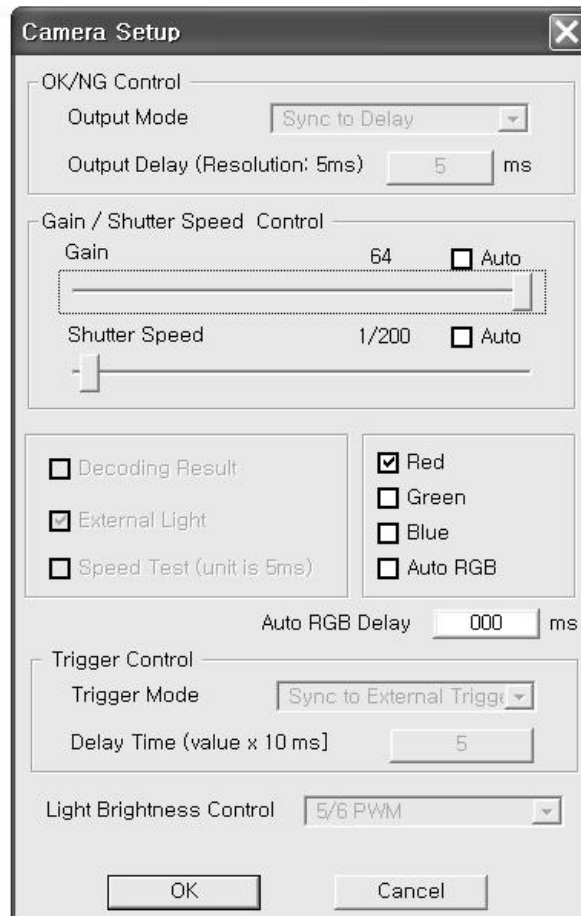 Camera Setup
OK/NG Control
Output Mode Sync to Delay
Output Delay (Resolution: 5ms) 5 ms
Gain / Shutter Speed Control
Gain 64 Auto
Shutter Speed 1/200 Auto
Decoding Result
External Light
Speed Test (unit is 5ms)
Red
Green
Blue
Auto RGB
Auto RGB Delay 000 ms
Trigger Control
Trigger Mode Sync to External Trigge
Delay Time (value x 10 ms]
5
Light Brightness Control 5/6 PWM
OK Cancel